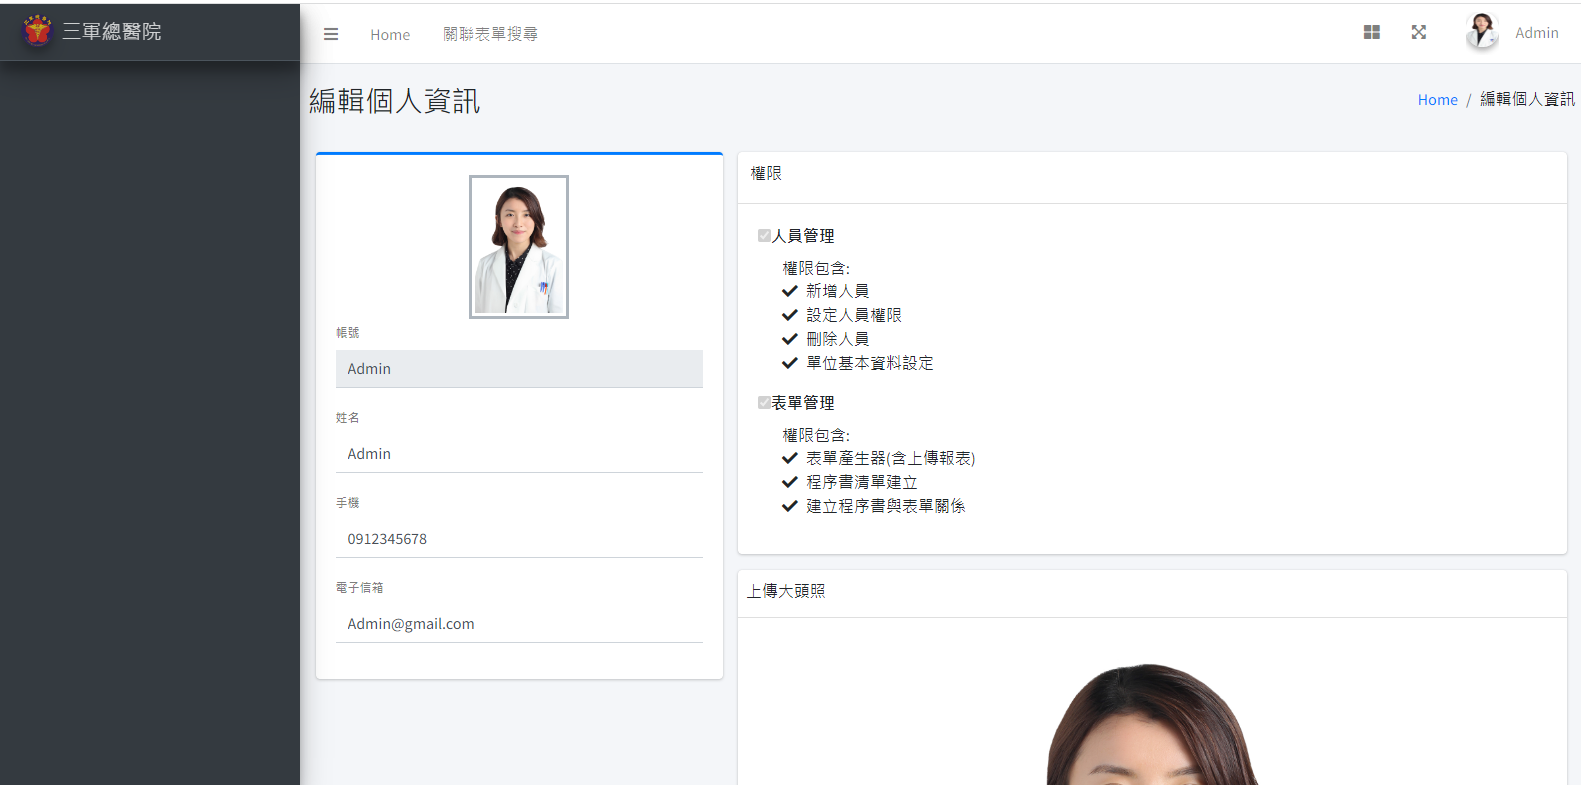 三軍總醫院
Home
關聯表單搜尋
Admin
編輯個人資訊
Home / 編輯個人資訊
帳號
Admin
姓名
Admin
手機
0912345678
電子信箱
Admin@gmail.com
權限
人員管理
權限包含:
新增人員
設定人員權限
刪除人員
單位基本資料設定
表單管理
權限包含:
表單產生器(含上傳報表)
程序書清單建立
建立程序書與表單關係
上傳大頭照